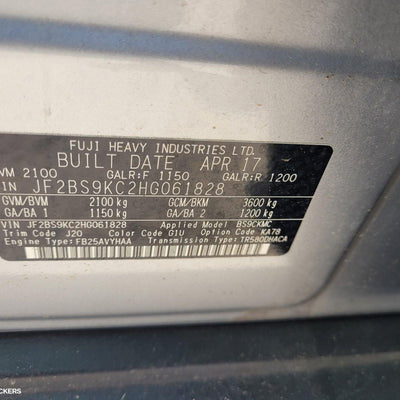 FUJI HEAVY INDUSTRIES LTD.
BUILT DATE APR 17
VM 2100 GALR:F 1150 GALR:R 1200
IN JF2BS9KC2HG061828
GVM/BVM 2100 kg GCM/BKM 3600 kg
GA/BA 1 1150 kg GA/BA 2 1200 kg
VIN JF2BS9KC2HG061828 Applied Model BS9CKMC
Trim Code J20 Color Code G1U Option Code KA78
Engine Type: FB25AVYHAA Transmission Type: TR580DHACA
CKERS